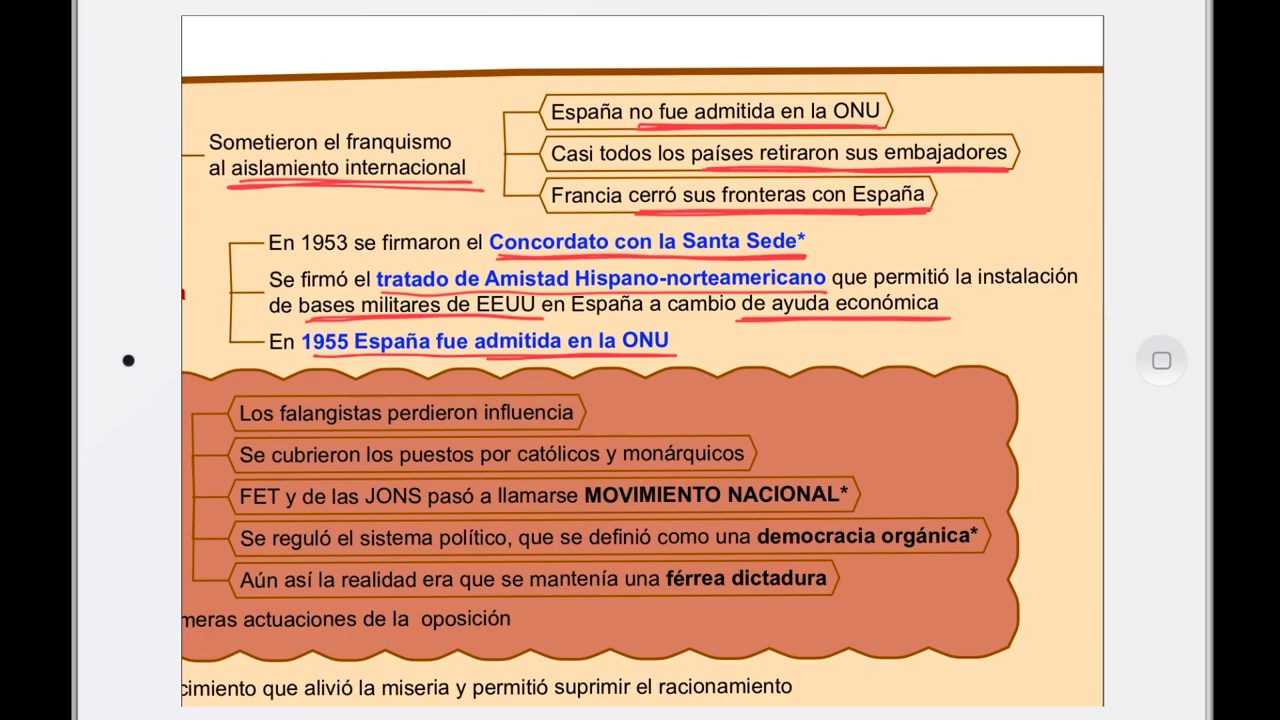 Sometieron el franquismo
al aislamiento internacional
España no fue admitida en la ONU
Casi todos los países retiraron sus embajadores
Francia cerró sus fronteras con España
En 1953 se firmaron el Concordato con la Santa Sede*
Se firmó el tratado de Amistad Hispano-norteamericano que permitió la instalación
de bases militares de EEUU en España a cambio de ayuda económica
En 1955 España fue admitida en la ONU
Los falangistas perdieron influencia
Se cubrieron los puestos por católicos y monárquicos
FET y de las JONS pasó a llamarse MOVIMIENTO NACIONAL*
Se reguló el sistema político, que se definió como una democracia orgánica*
Aún así la realidad era que se mantenía una férrea dictadura
meras actuaciones de la oposición
cimiento que alivió la miseria y permitió suprimir el racionamiento